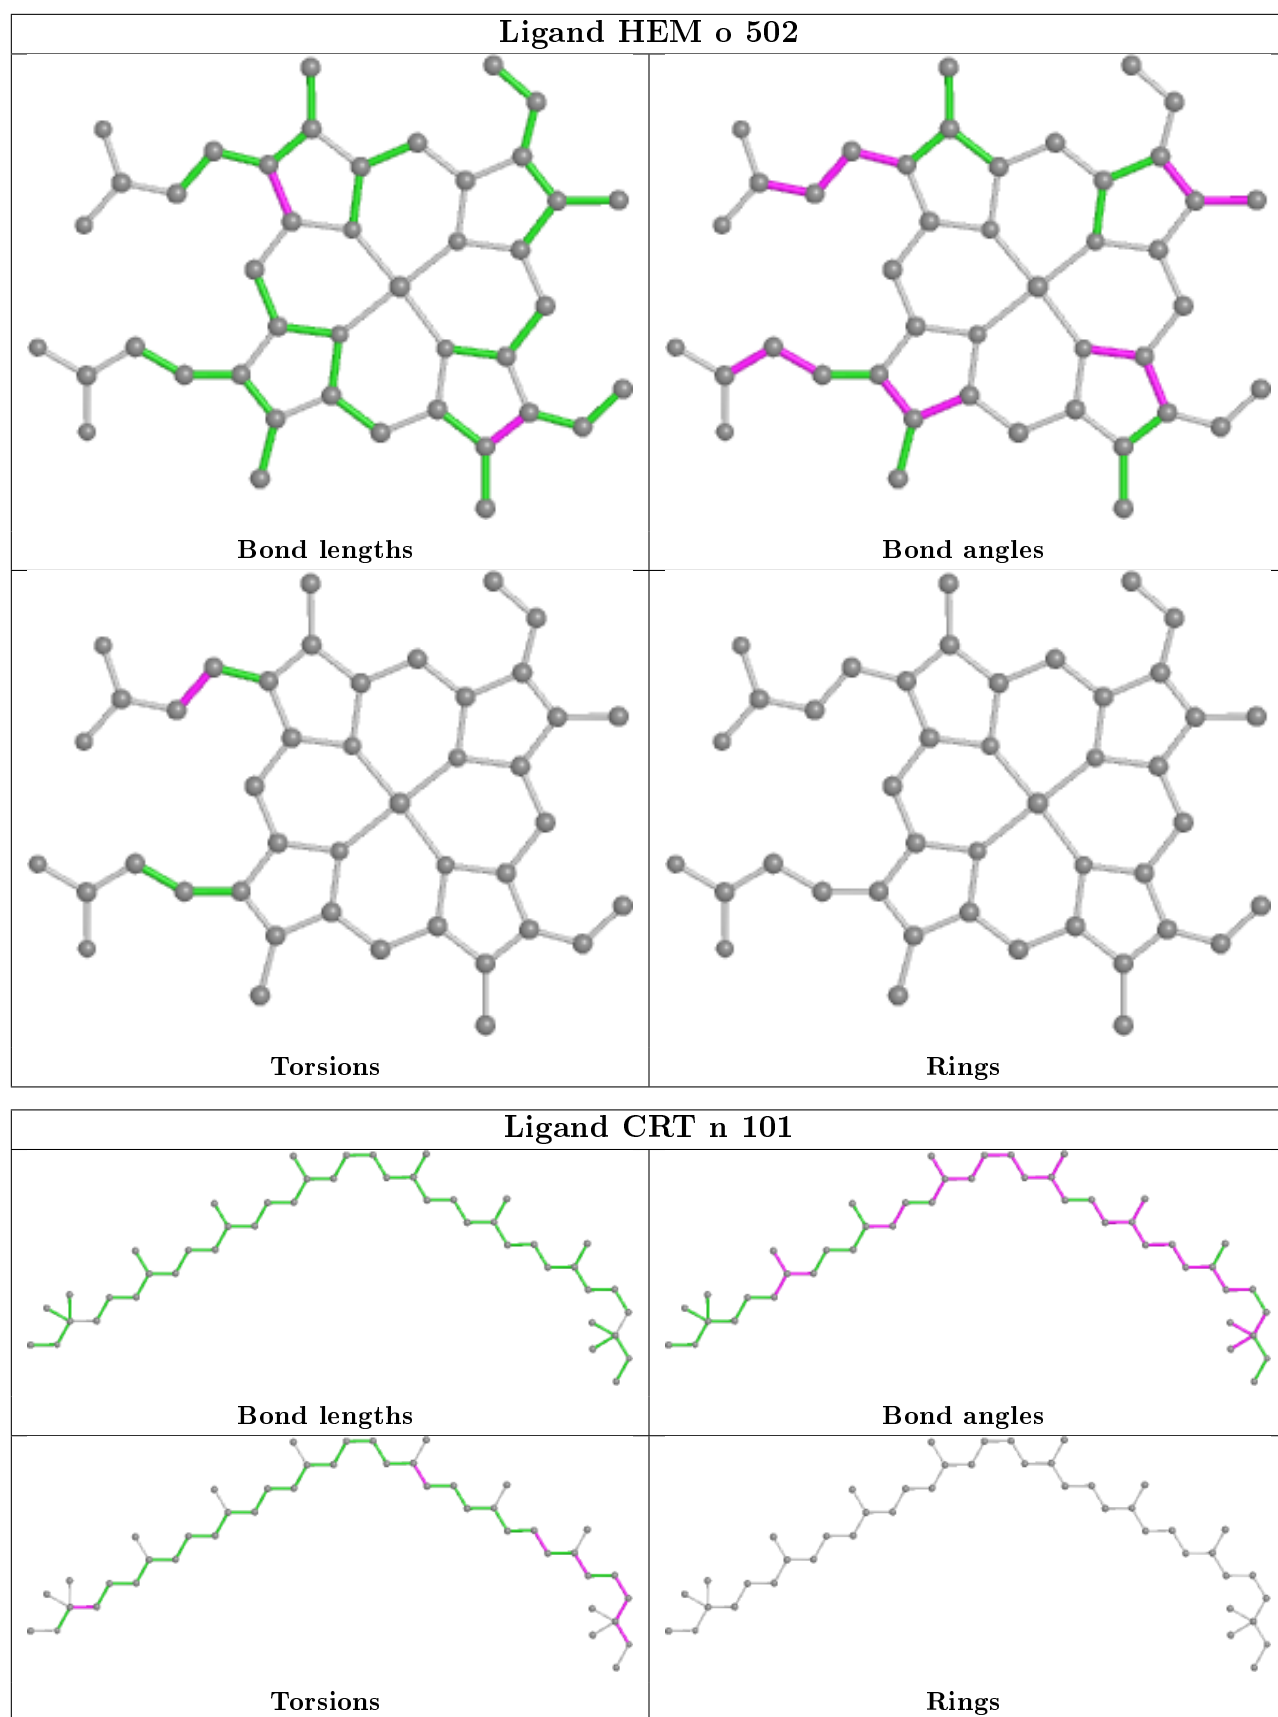 Ligand HEM o 502
Bond lengths
Bond angles
Torsions
Rings
Ligand CRT n 101
Bond lengths
Bond angles
Torsions
Rings